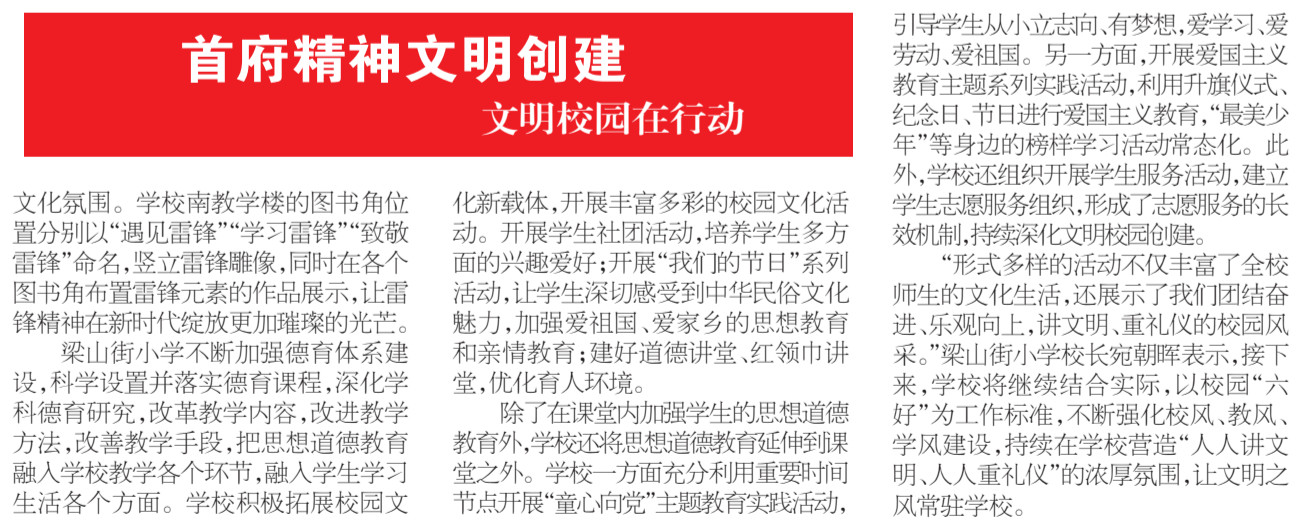 首府精神文明创建
文明校园在行动
文化氛围。学校南教学楼的图书角位
置分别以“遇见雷锋”“学习雷锋”“致敬
雷锋”命名,竖立雷锋雕像,同时在各个
图书角布置雷锋元素的作品展示,让雷
锋精神在新时代绽放更加璀璨的光芒。
梁山街小学不断加强德育体系建
设,科学设置并落实德育课程,深化学
科德育研究,改革教学内容,改进教学
方法,改善教学手段,把思想道德教育
融入学校教学各个环节,融入学生学习
生活各个方面。学校积极拓展校园文
化新载体,开展丰富多彩的校园文化活
动。开展学生社团活动,培养学生多方
面的兴趣爱好;开展“我们的节日”系列
活动,让学生深切感受到中华民俗文化
魅力,加强爱祖国、爱家乡的思想教育
和亲情教育;建好道德讲堂、红领巾讲
堂,优化育人环境。
除了在课堂内加强学生的思想道德
教育外,学校还将思想道德教育延伸到课
堂之外。学校一方面充分利用重要时间
节点开展“童心向党”主题教育实践活动,
引导学生从小立志向、有梦想,爱学习、爱
劳动、爱祖国。另一方面,开展爱国主义
教育主题系列实践活动,利用升旗仪式、
纪念日、节日进行爱国主义教育,“最美少
年”等身边的榜样学习活动常态化。此
外,学校还组织开展学生服务活动,建立
学生志愿服务组织,形成了志愿服务的长
效机制,持续深化文明校园创建。
“形式多样的活动不仅丰富了全校
师生的文化生活,还展示了我们团结奋
进、乐观向上,讲文明、重礼仪的校园风
采。”梁山街小学校长宛朝晖表示,接下
来,学校将继续结合实际,以校园“六
好”为工作标准,不断强化校风、教风、
学风建设,持续在学校营造“人人讲文
明、人人重礼仪”的浓厚氛围,让文明之
风常驻学校。